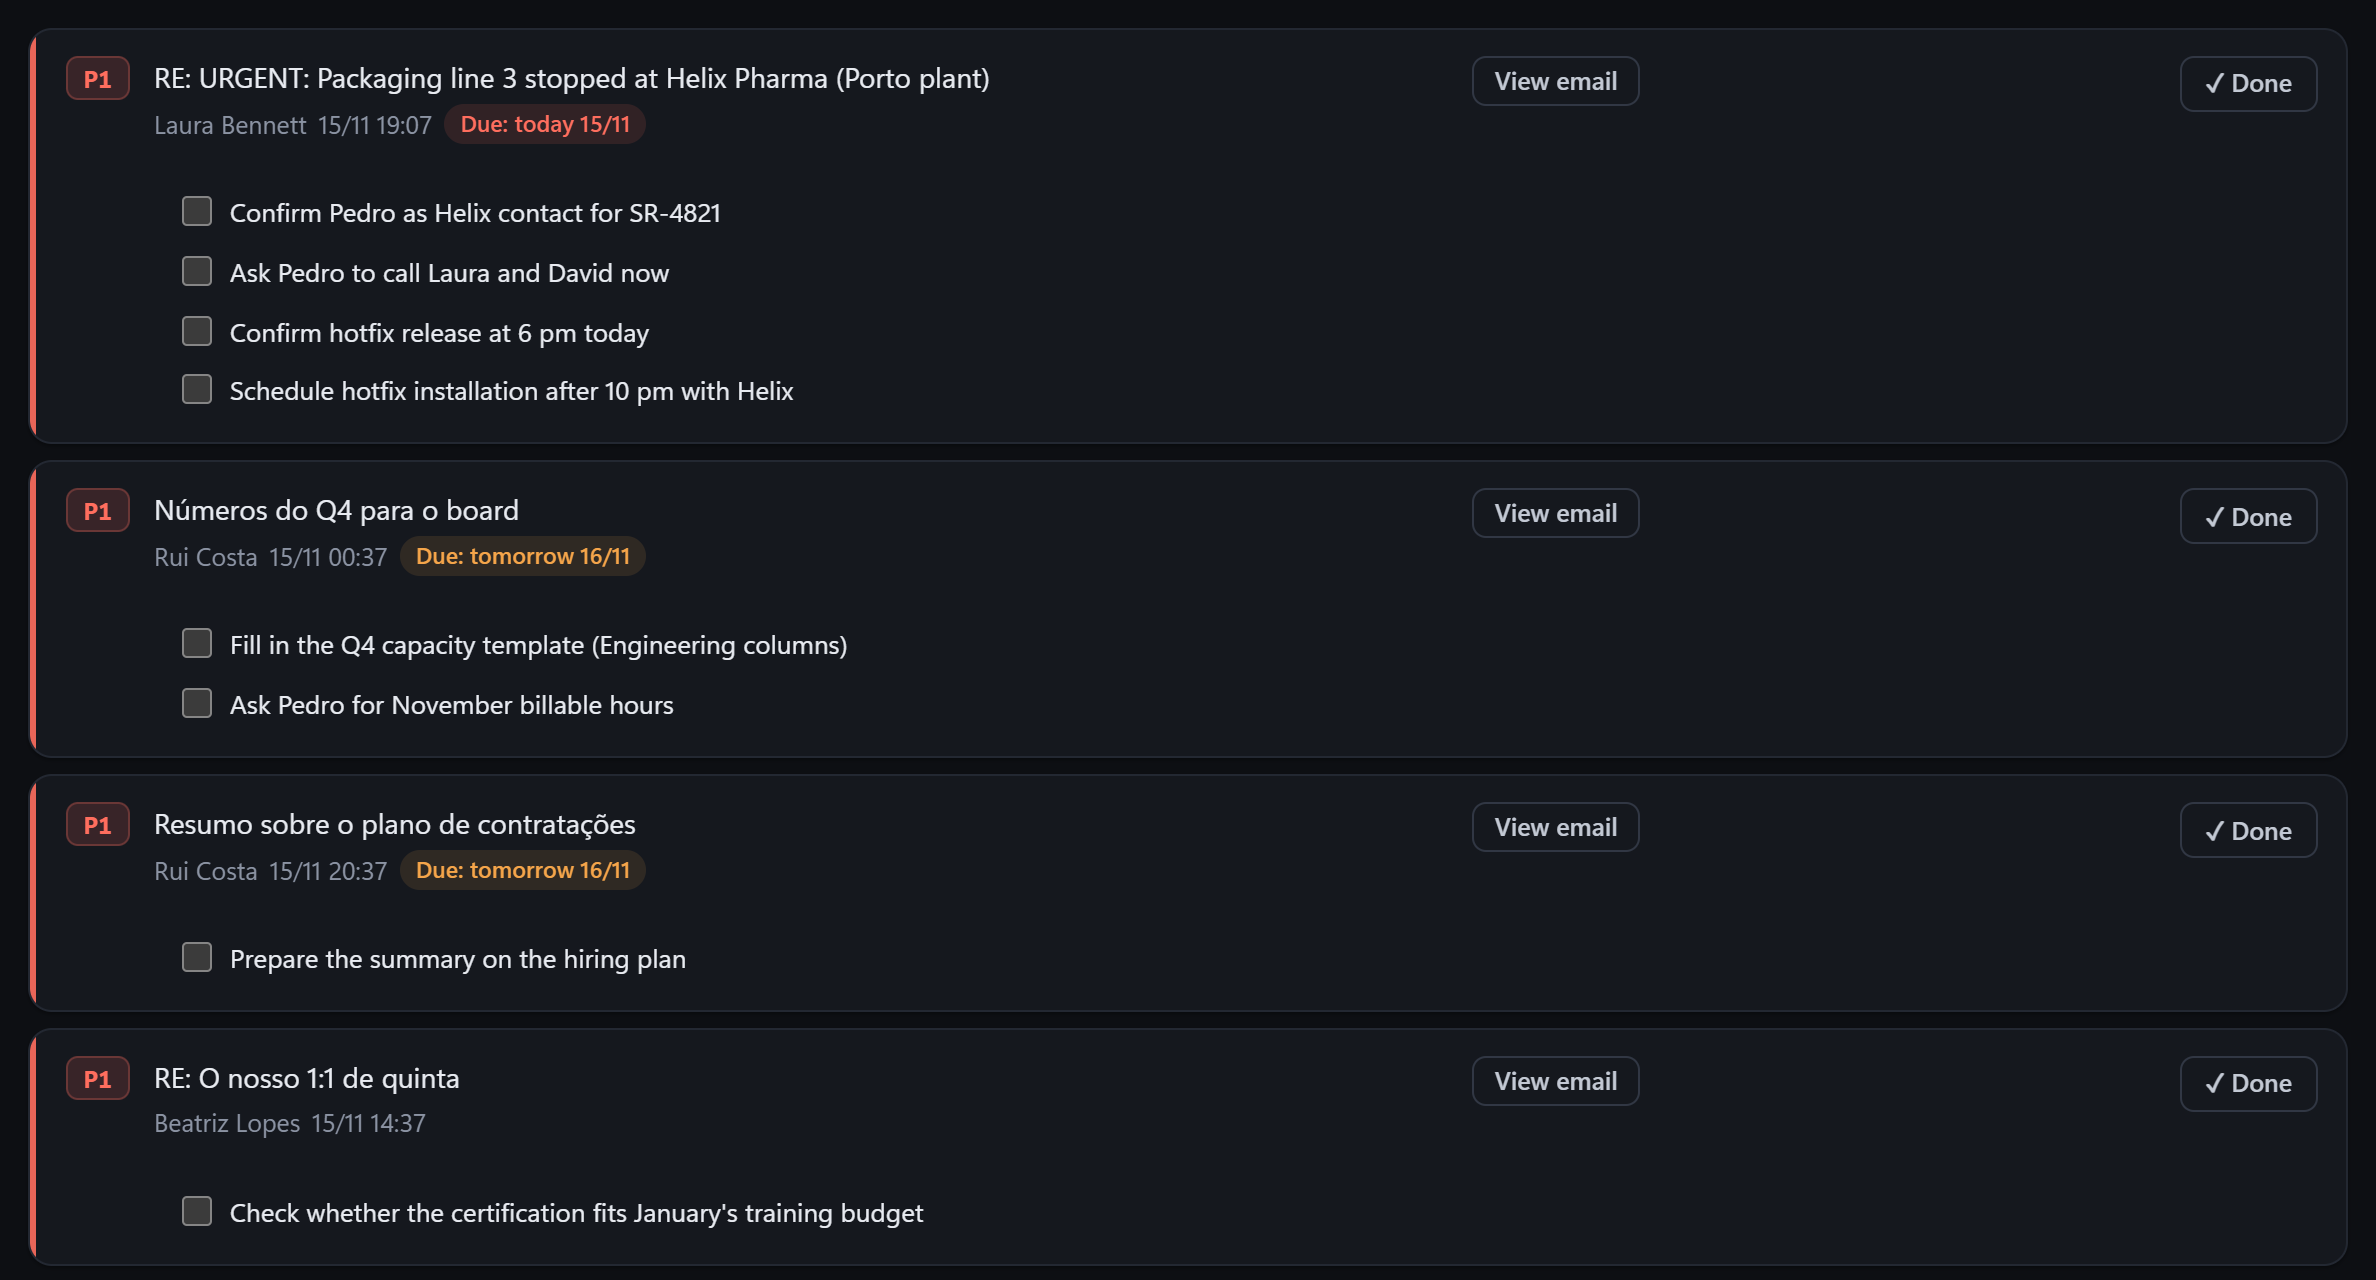 P1 RE: URGENT: Packaging line 3 stopped at Helix Pharma (Porto plant) View email ✓ Done
Laura Bennett 15/11 19:07 Due: today 15/11
Confirm Pedro as Helix contact for SR-4821
Ask Pedro to call Laura and David now
Confirm hotfix release at 6 pm today
Schedule hotfix installation after 10 pm with Helix
P1 Números do Q4 para o board View email ✓ Done
Rui Costa 15/11 00:37 Due: tomorrow 16/11
Fill in the Q4 capacity template (Engineering columns)
Ask Pedro for November billable hours
P1 Resumo sobre o plano de contratações View email ✓ Done
Rui Costa 15/11 20:37 Due: tomorrow 16/11
Prepare the summary on the hiring plan
P1 RE: O nosso 1:1 de quinta View email ✓ Done
Beatriz Lopes 15/11 14:37
Check whether the certification fits January's training budget